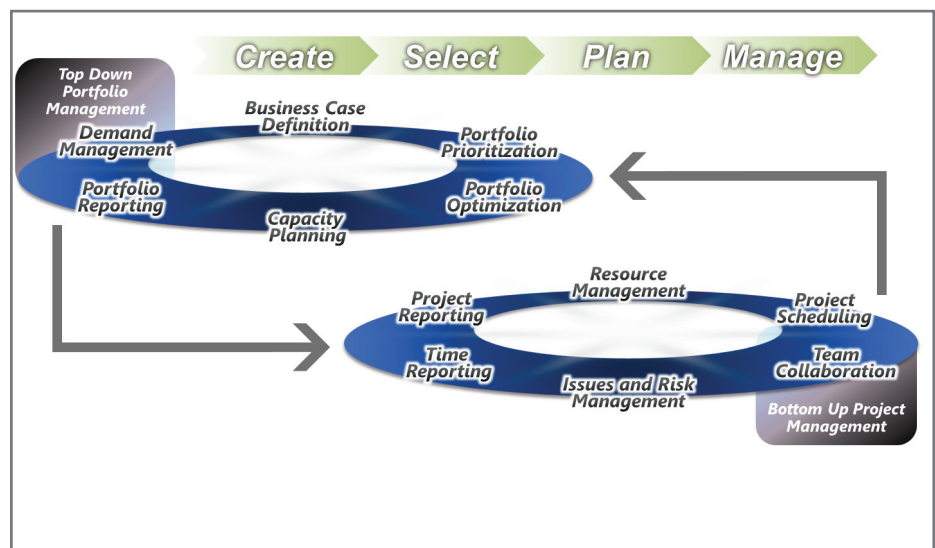 Create Select Plan Manage
Top Down
Portfolio
Management
Business Case
Definition
Demand
Management
Portfolio
Prioritization
Portfolio
Reporting
Portfolio
Optimization
Capacity
Planning
Resource
Management
Project
Reporting
Project
Scheduling
Time
Reporting
Team
Collaboration
Issues and Risk
Management
Bottom Up Project
Management